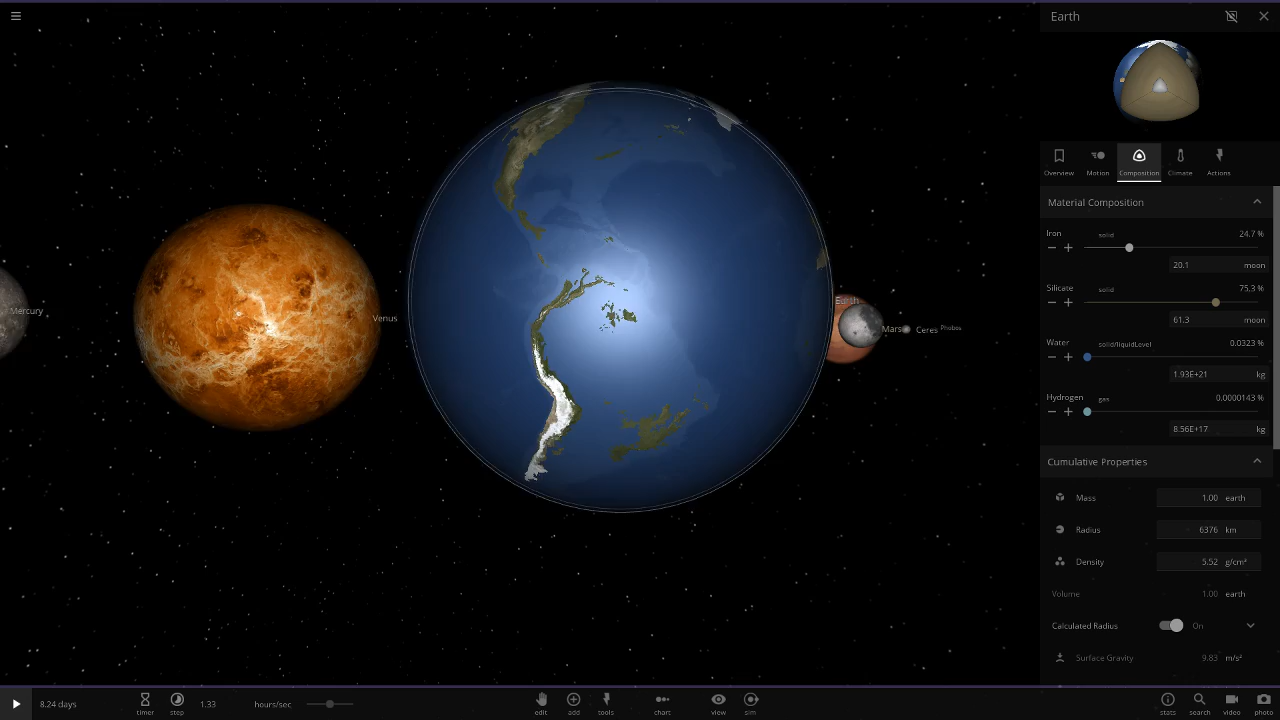 Earth
Overview
Motion
Composition
Climate
Actions
Material Composition
Iron solid 24.7 %
20.1 moon
Silicate solid 75.3 %
61.3 moon
Water solid/liquidLevel 0.0323 %
1.93E+21 kg
Hydrogen gas 0.0000143 %
8.56E+17 kg
Cumulative Properties
Mass 1.00 earth
Radius 6376 km
Density 5.52 g/cm³
Volume 1.00 earth
Calculated Radius On
Surface Gravity 9.83 m/s²
Mercury
Venus
Earth
Mars
Ceres
Phobos
8.24 days
timer
step
1.33 hours/sec
edit
add
tools
chart
view
sim
stats
search
video
photo